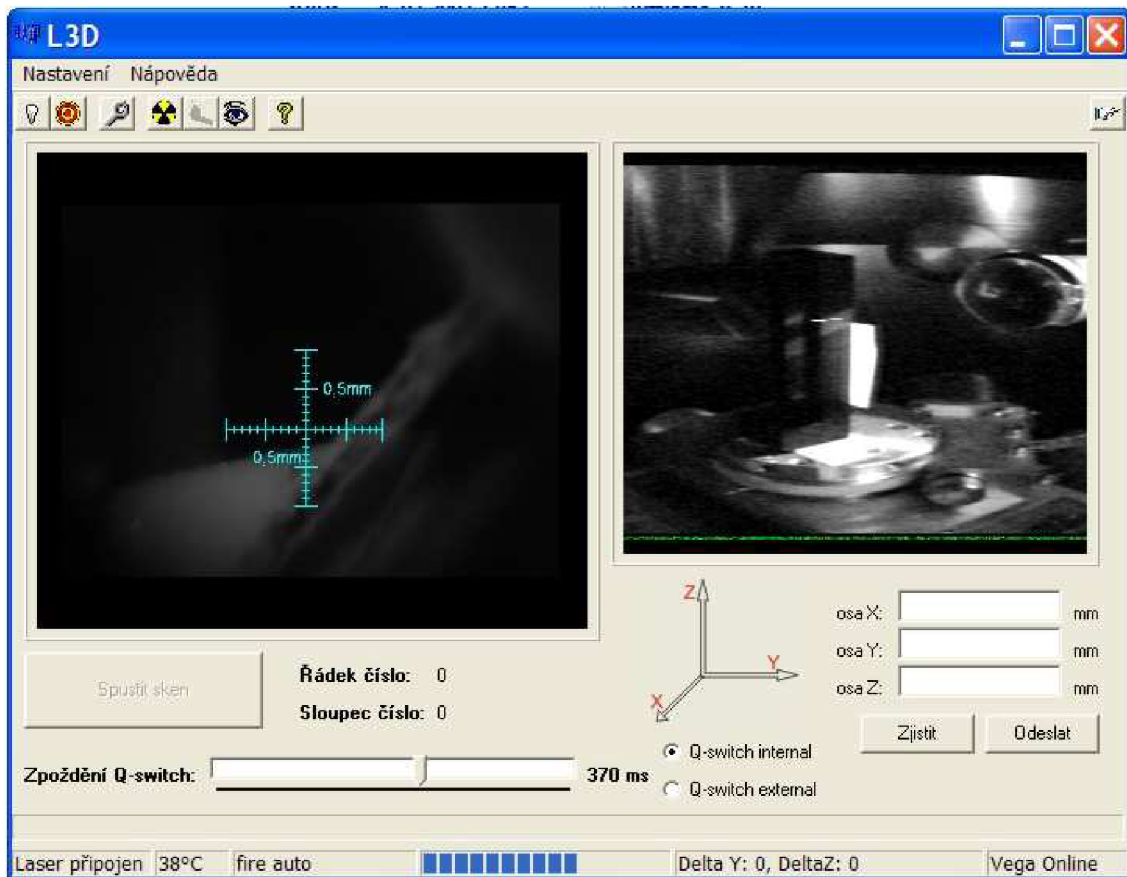 L3D
Nastavení Nápověda
0,5mm
0,5mm
Z
Y
X
osa X: mm
osa Y: mm
osa Z: mm
Zjistit Odeslat
Spustit sken
Řádek číslo: 0
Sloupec číslo: 0
Q-switch internal
Q-switch external
Zpoždění Q-switch: 370 ms
Laser připojen 38°C fire auto Delta Y: 0, DeltaZ: 0 Vega Online